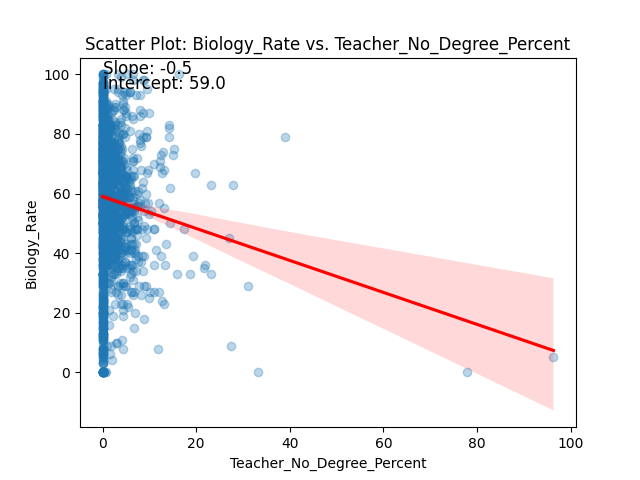 Scatter Plot: Biology_Rate vs. Teacher_No_Degree_Percent
Slope: -0.5
Intercept: 59.0
100
80
60
40
20
0
Biology_Rate
0 20 40 60 80 100
Teacher_No_Degree_Percent